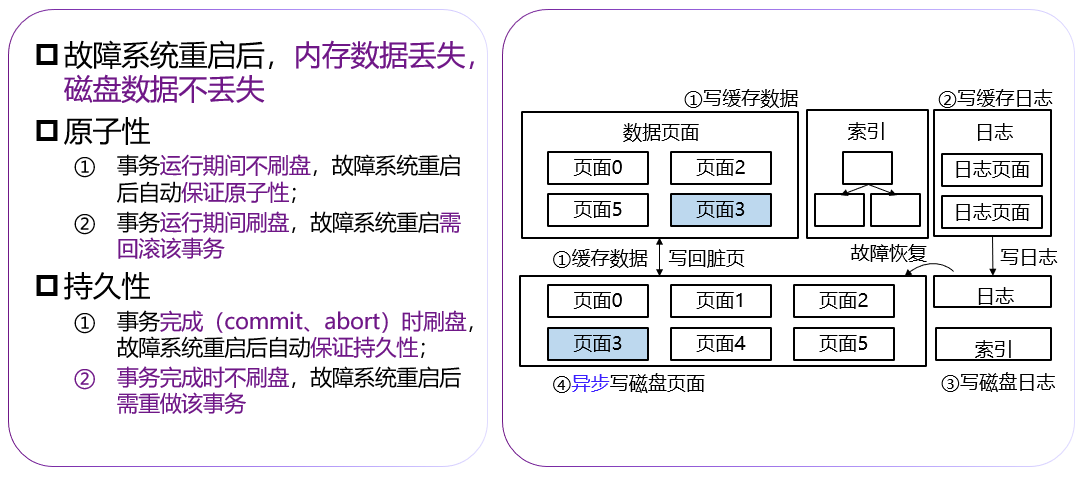 故障系统重启后，内存数据丢失，
磁盘数据不丢失
原子性
① 事务运行期间不刷盘，故障系统重启
后自动保证原子性；
② 事务运行期间刷盘，故障系统重启需
回滚该事务
持久性
① 事务完成（commit、abort）时刷盘，
故障系统重启后自动保证持久性；
② 事务完成时不刷盘，故障系统重启后
需重做该事务
①写缓存数据
②写缓存日志
数据页面
索引
日志
页面0
页面2
日志页面
页面5
页面3
日志页面
①缓存数据
写回脏页
故障恢复
写日志
页面0
页面1
页面2
日志
页面3
页面4
页面5
索引
④异步写磁盘页面
③写磁盘日志